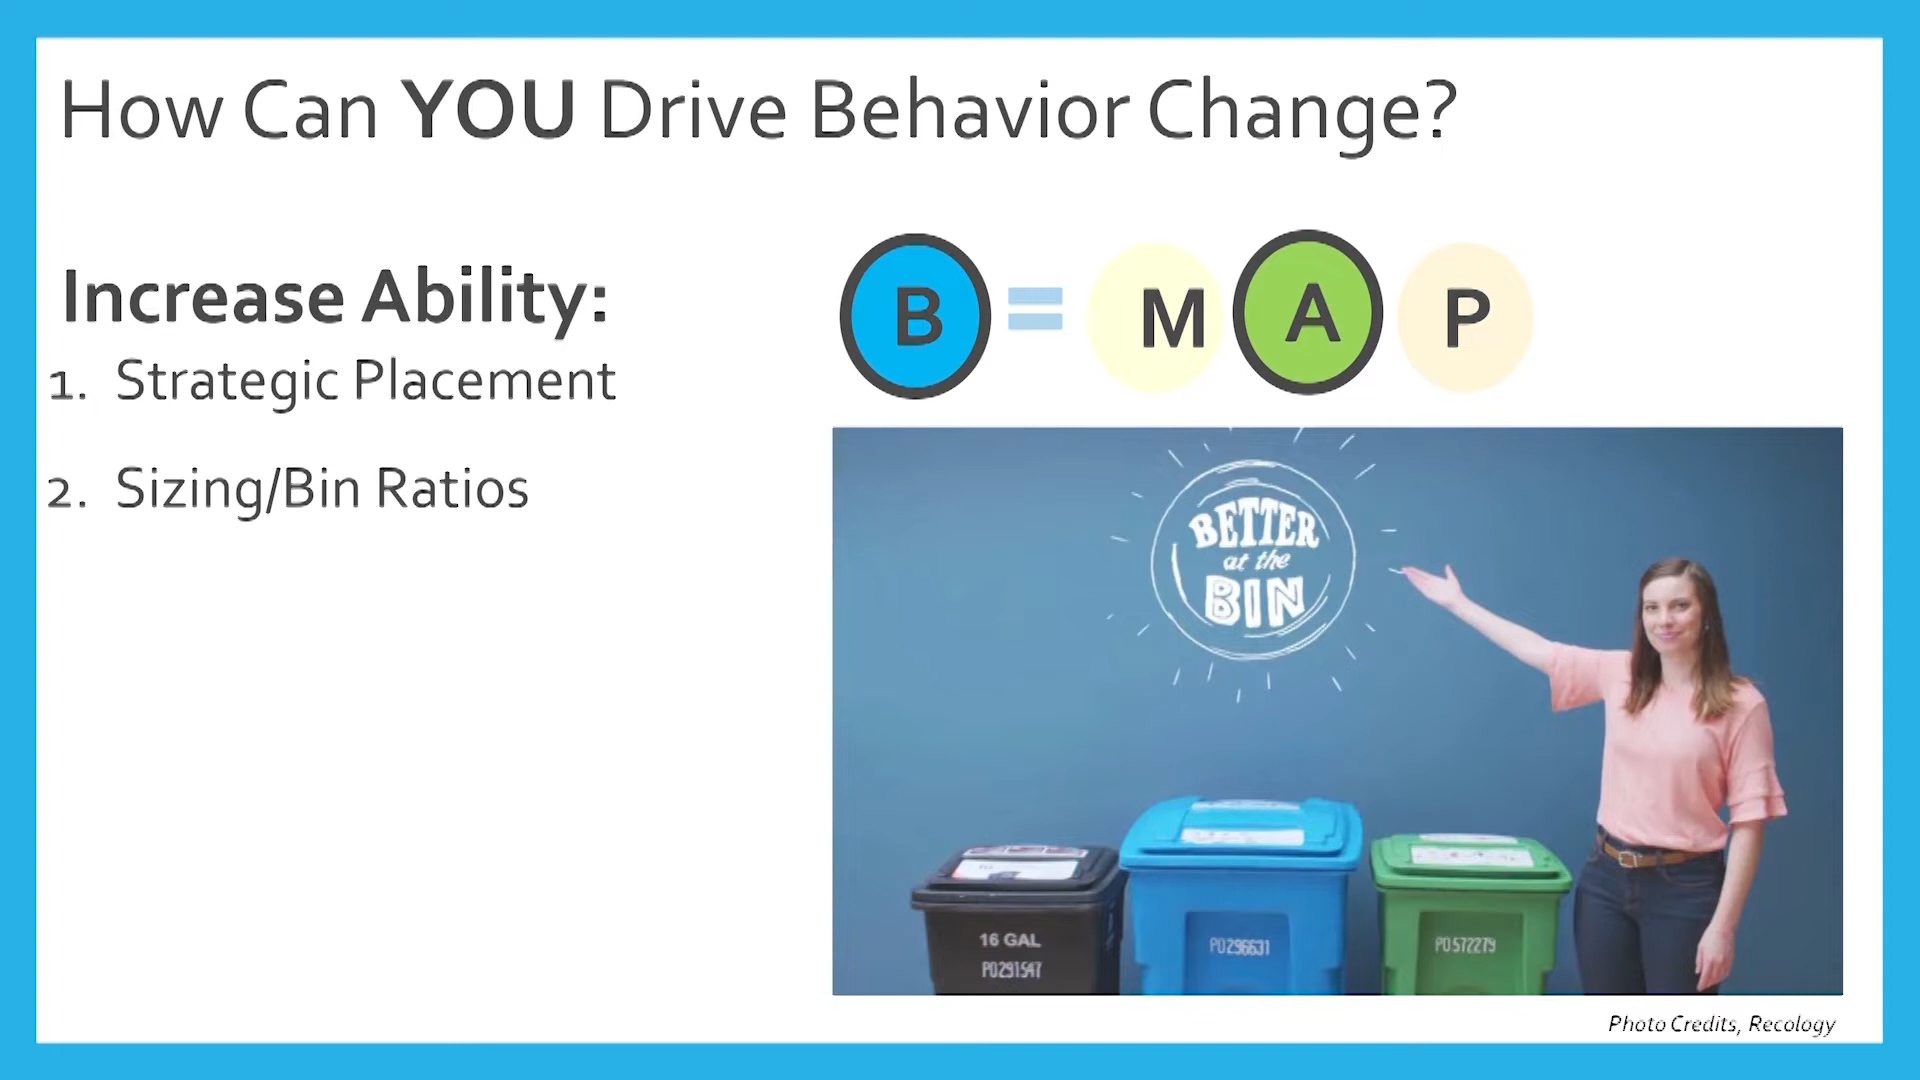 How Can YOU Drive Behavior Change?
Increase Ability:
1. Strategic Placement
2. Sizing/Bin Ratios
B = M A P
BETTER
at the
BIN
16 GAL
P0291547
P0296631
P0572279
Photo Credits, Recology